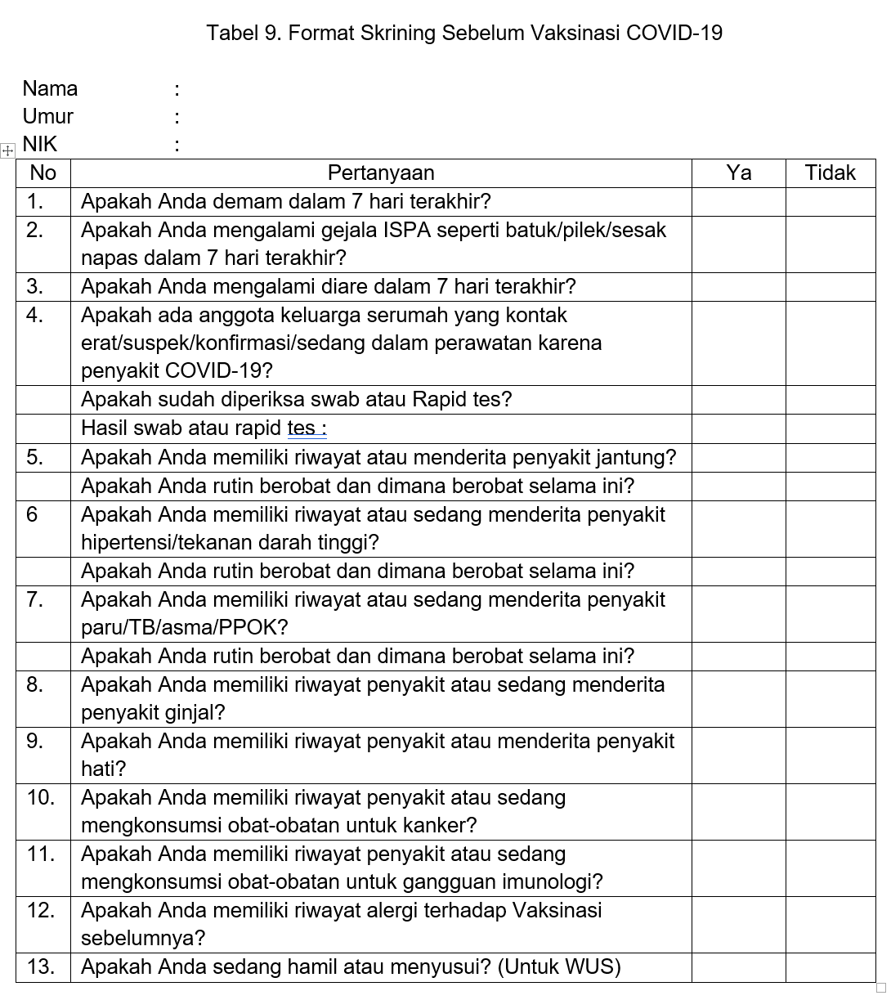 Tabel 9. Format Skrining Sebelum Vaksinasi COVID-19
Nama :
Umur :
NIK :
No Pertanyaan Ya Tidak
1. Apakah Anda demam dalam 7 hari terakhir?
2. Apakah Anda mengalami gejala ISPA seperti batuk/pilek/sesak
napas dalam 7 hari terakhir?
3. Apakah Anda mengalami diare dalam 7 hari terakhir?
4. Apakah ada anggota keluarga serumah yang kontak
erat/suspek/konfirmasi/sedang dalam perawatan karena
penyakit COVID-19?
Apakah sudah diperiksa swab atau Rapid tes?
Hasil swab atau rapid tes :
5. Apakah Anda memiliki riwayat atau menderita penyakit jantung?
Apakah Anda rutin berobat dan dimana berobat selama ini?
6 Apakah Anda memiliki riwayat atau sedang menderita penyakit
hipertensi/tekanan darah tinggi?
Apakah Anda rutin berobat dan dimana berobat selama ini?
7. Apakah Anda memiliki riwayat atau sedang menderita penyakit
paru/TB/asma/PPOK?
Apakah Anda rutin berobat dan dimana berobat selama ini?
8. Apakah Anda memiliki riwayat penyakit atau sedang menderita
penyakit ginjal?
9. Apakah Anda memiliki riwayat penyakit atau menderita penyakit
hati?
10. Apakah Anda memiliki riwayat penyakit atau sedang
mengkonsumsi obat-obatan untuk kanker?
11. Apakah Anda memiliki riwayat penyakit atau sedang
mengkonsumsi obat-obatan untuk gangguan imunologi?
12. Apakah Anda memiliki riwayat alergi terhadap Vaksinasi
sebelumnya?
13. Apakah Anda sedang hamil atau menyusui? (Untuk WUS)